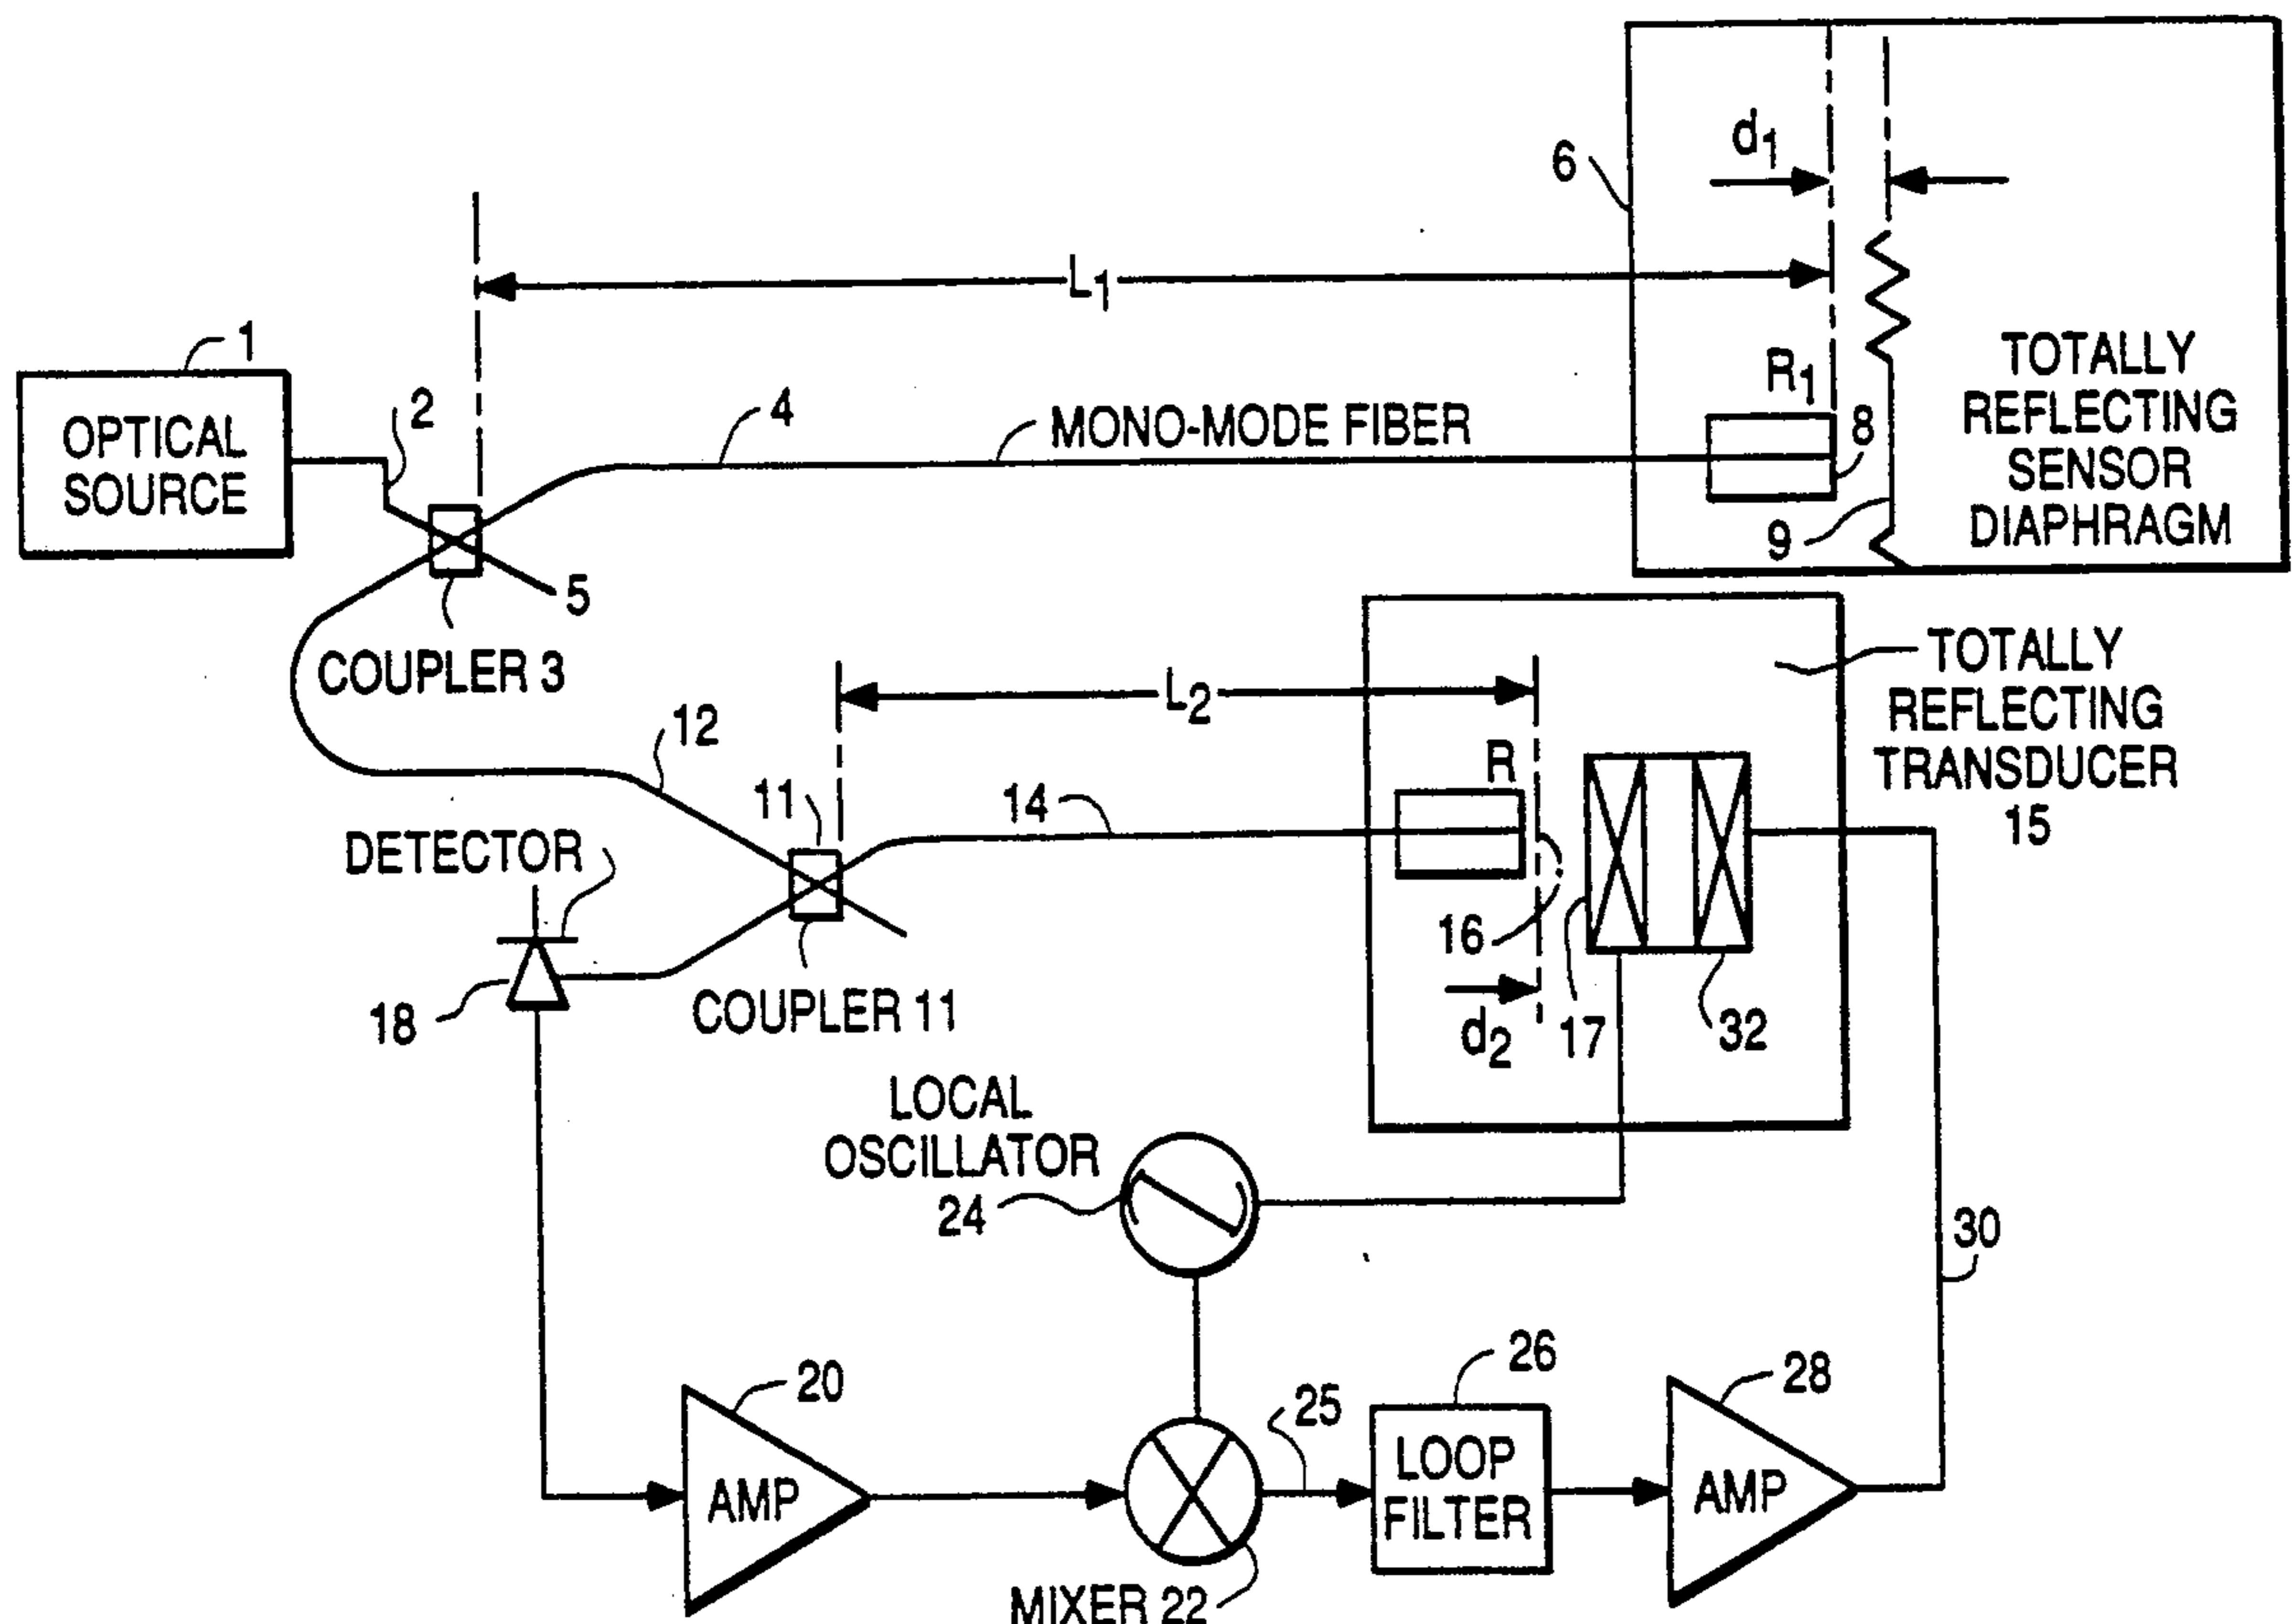 1
OPTICAL
SOURCE
2
4
MONO-MODE FIBER
L1
6
d1
R1
8
9
TOTALLY
REFLECTING
SENSOR
DIAPHRAGM
5
COUPLER 3
12
11
L2
14
R
16
d2
17
32
TOTALLY
REFLECTING
TRANSDUCER
15
DETECTOR
18
COUPLER 11
LOCAL
OSCILLATOR
24
30
20
AMP
MIXER 22
25
26
LOOP
FILTER
28
AMP